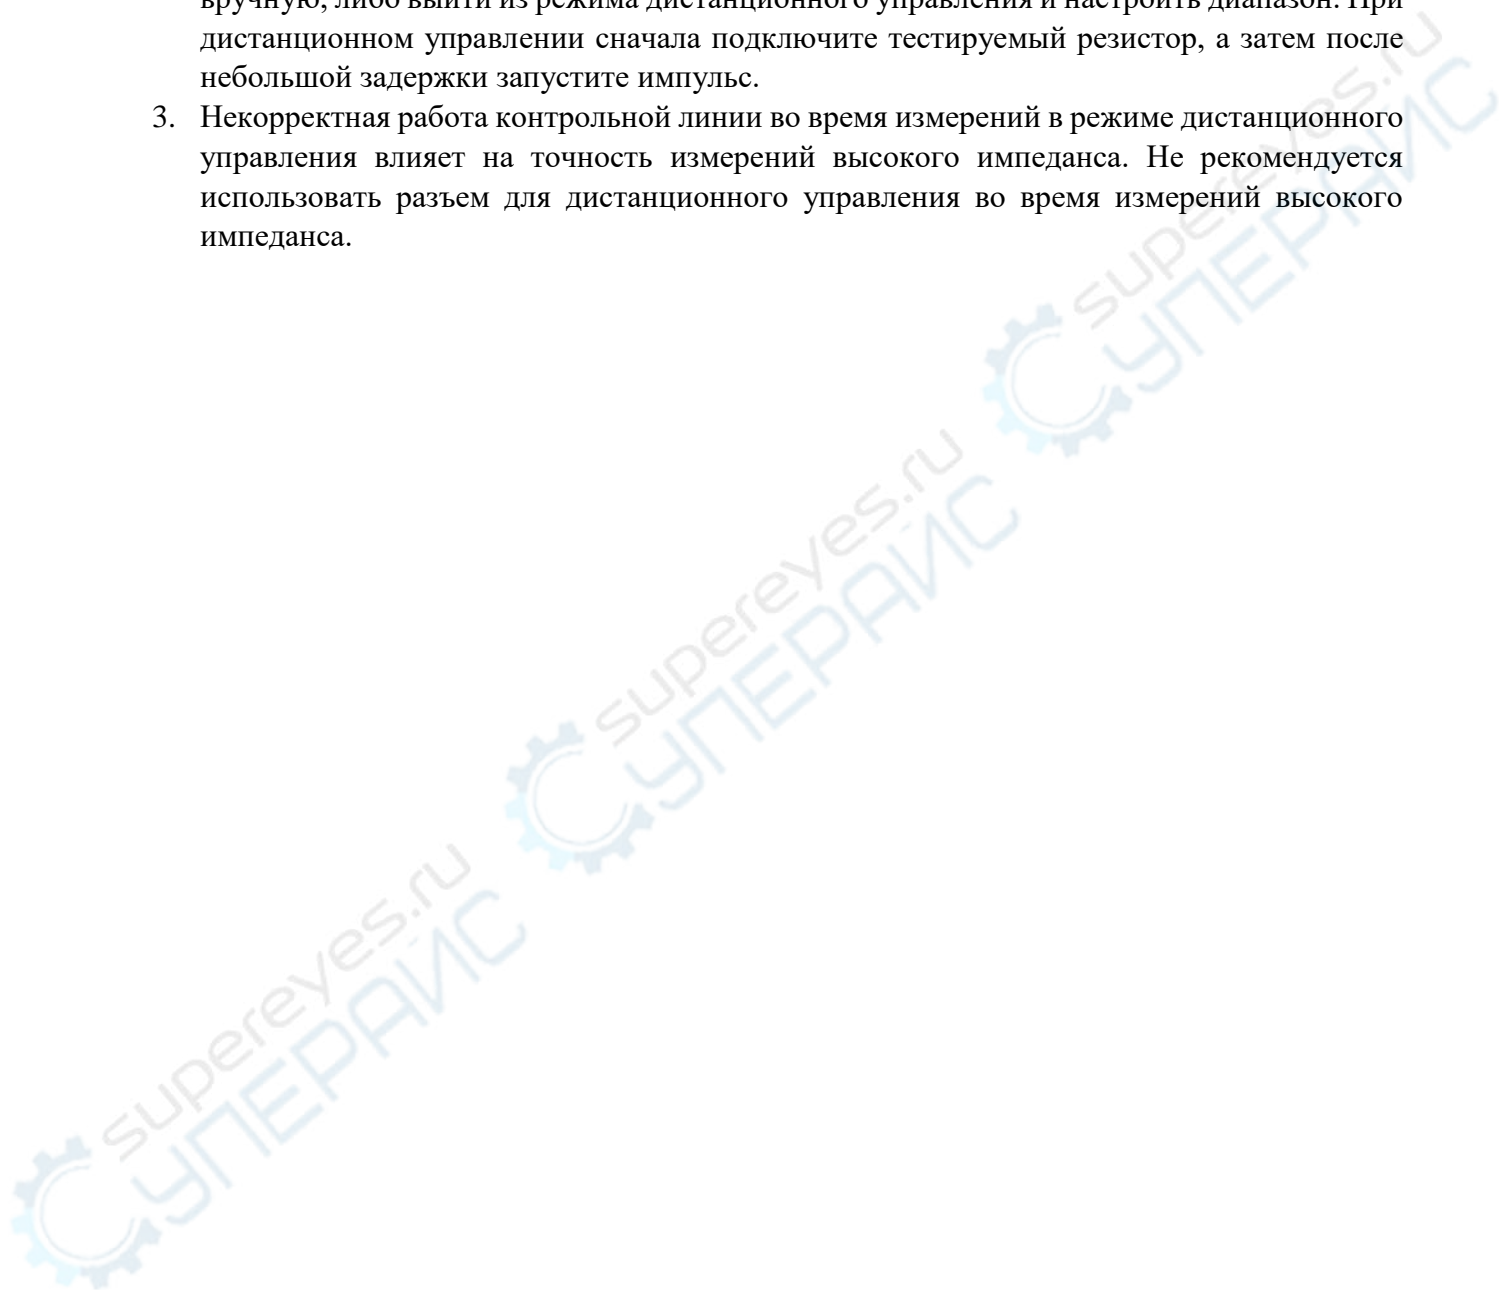 вручную, либо выйти из режима дистанционного управления и настроить диапазон. При
дистанционном управлении сначала подключите тестируемый резистор, а затем после
небольшой задержки запустите импульс.
3. Некорректная работа контрольной линии во время измерений в режиме дистанционного
управления влияет на точность измерений высокого импеданса. Не рекомендуется
использовать разъем для дистанционного управления во время измерений высокого
импеданса.
supereyes.ru
СУПЕРАЙС
supereyes.ru
СУПЕРАЙС
supereyes.ru
СУПЕРАЙС